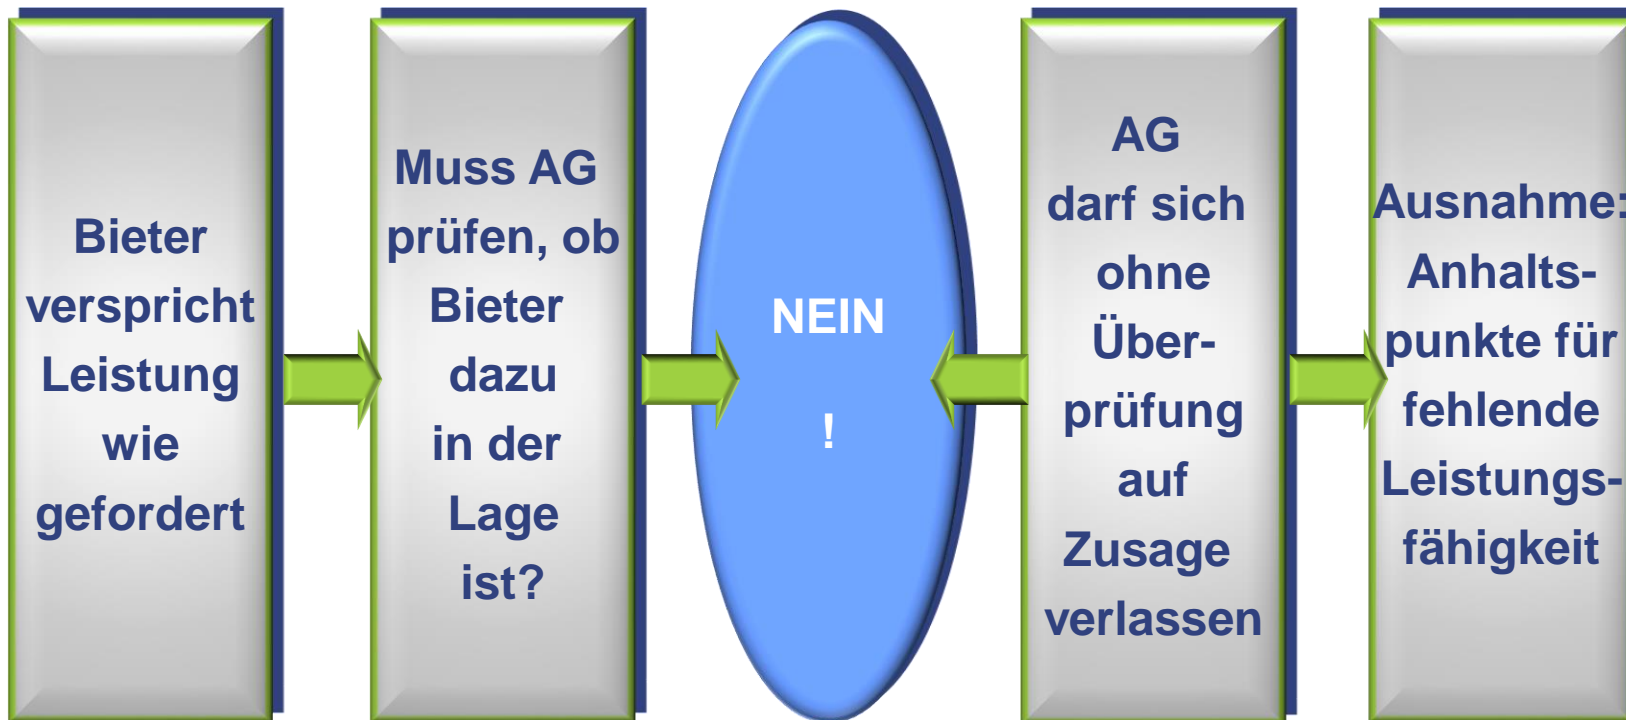 Bieter
verspricht
Leistung
wie
gefordert
Muss AG
prüfen, ob
Bieter
dazu
in der
Lage
ist?
NEIN
!
AG
darf sich
ohne
Über-
prüfung
auf
Zusage
verlassen
Ausnahme:
Anhalts-
punkte für
fehlende
Leistungs-
fähigkeit